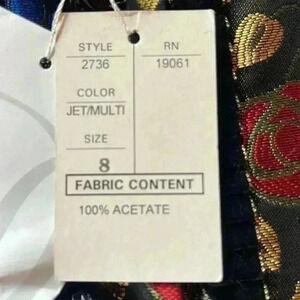 STYLE RN
2736 19061
COLOR
JET/MULTI
SIZE
8
FABRIC CONTENT
100% ACETATE